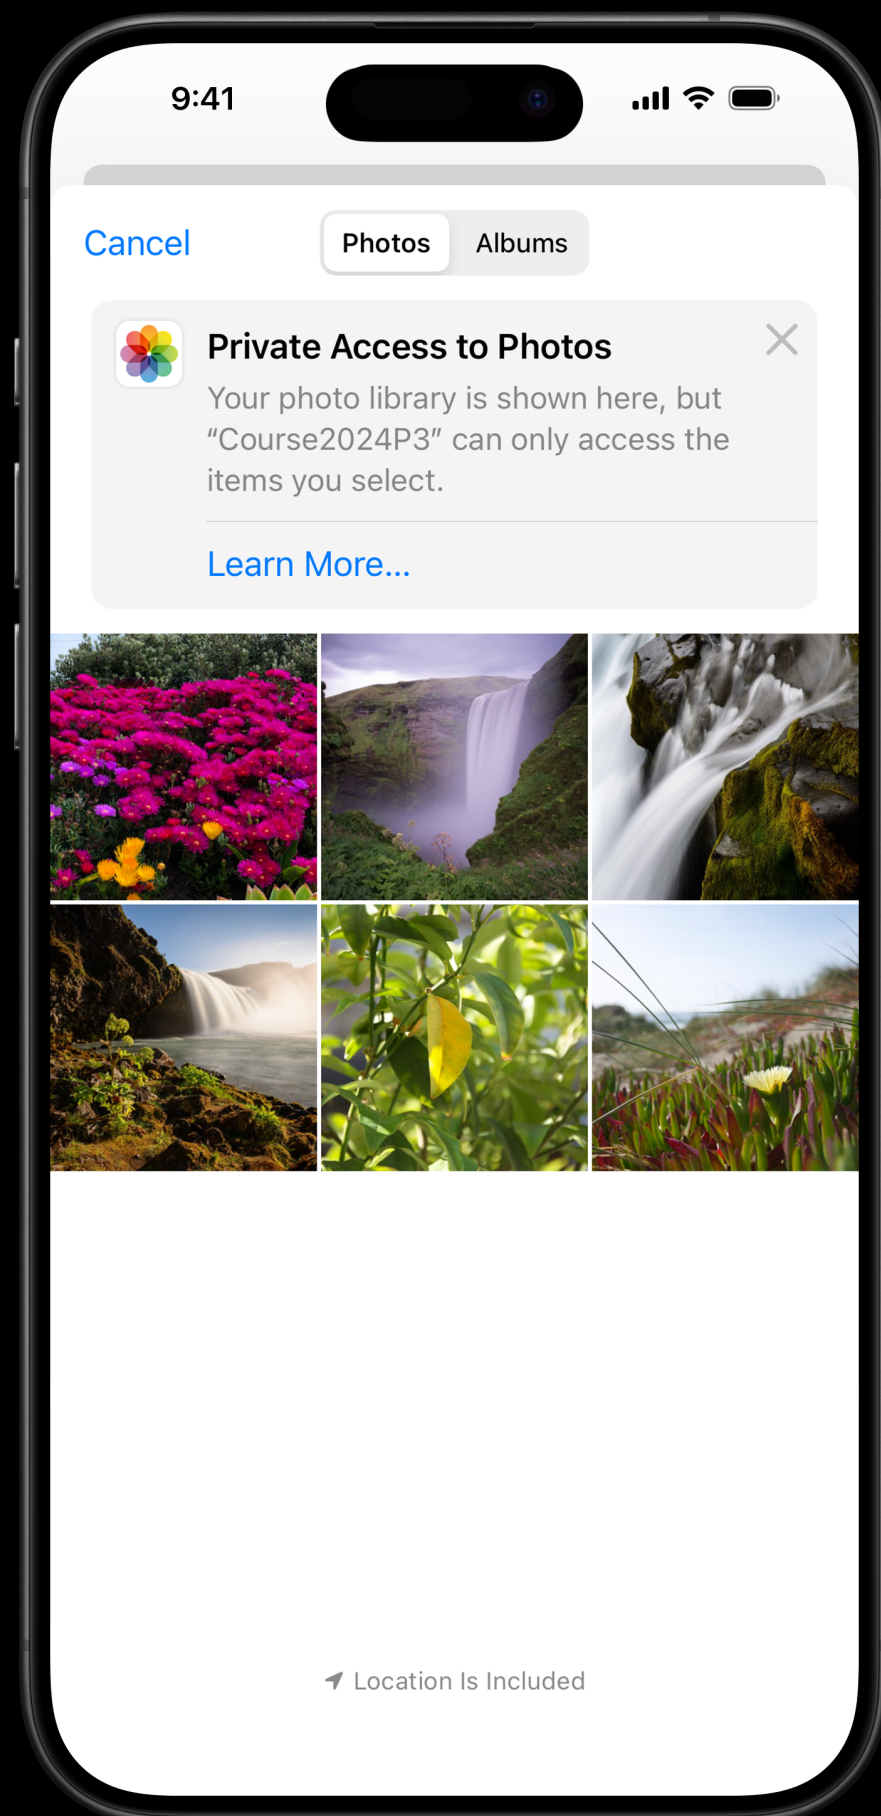 9:41
Cancel
Photos
Albums
Private Access to Photos
Your photo library is shown here, but
“Course2024P3” can only access the
items you select.
Learn More...
Location Is Included